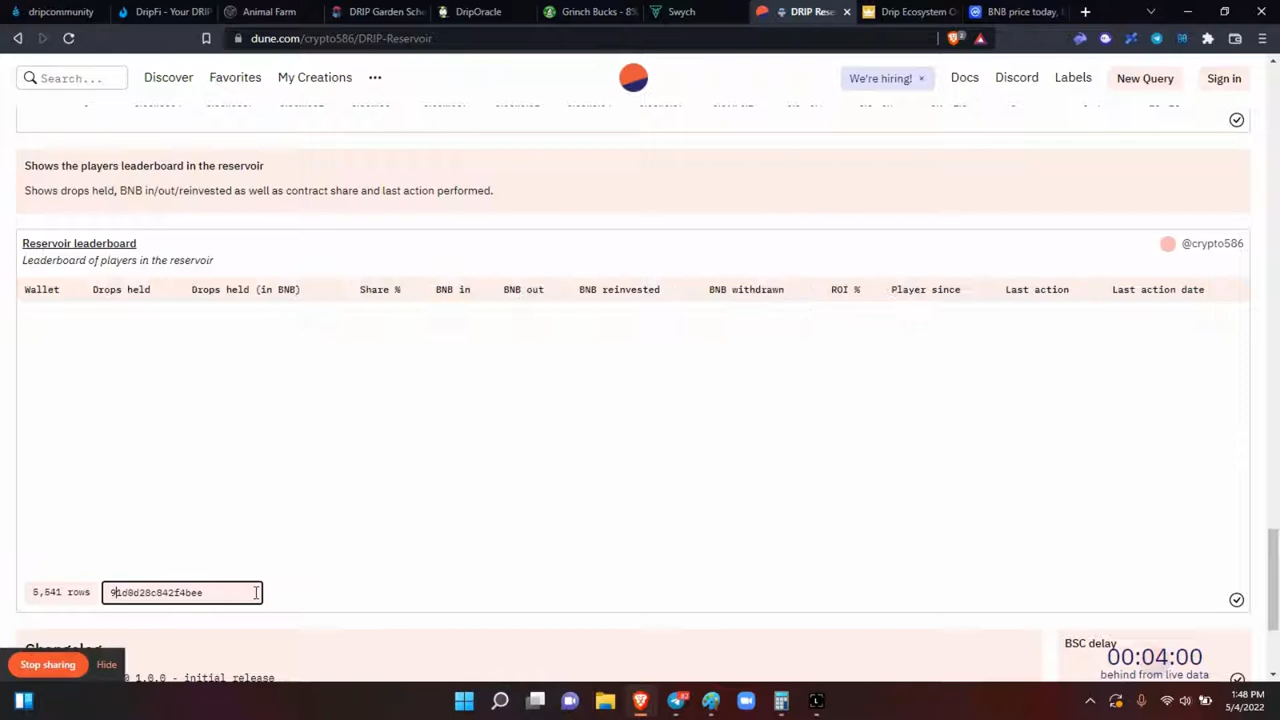 dripcommunity
DripFi - Your DRIP
Animal Farm
DRIP Garden Sche
DripOracle
Grinch Bucks - 8%
Swych
DRIP Rese
Drip Ecosystem O
BNB price today,
dune.com/crypto586/DRIP-Reservoir
Search...
Discover
Favorites
My Creations
We're hiring! ×
Docs
Discord
Labels
New Query
Sign in
Shows the players leaderboard in the reservoir
Shows drops held, BNB in/out/reinvested as well as contract share and last action performed.
Reservoir leaderboard
@crypto586
Leaderboard of players in the reservoir
Wallet Drops held Drops held (in BNB) Share % BNB in BNB out BNB reinvested BNB withdrawn ROI % Player since Last action Last action date
5,541 rows
91d0d28c842f4bee
Changelog
1.0.0 - initial release
BSC delay
00:04:00
behind from live data
Stop sharing
Hide
1:48 PM
5/4/2022